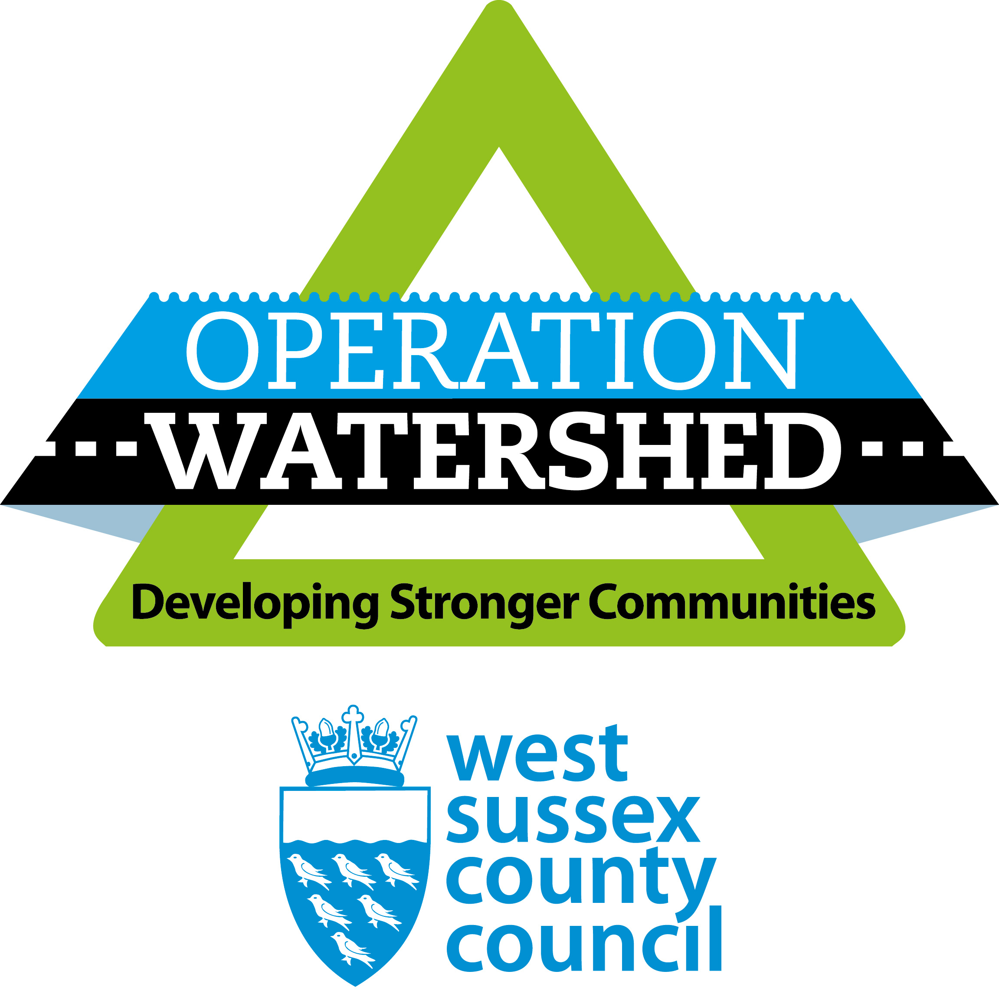 OPERATION
WATERSHED
Developing Stronger Communities
west
sussex
county
council